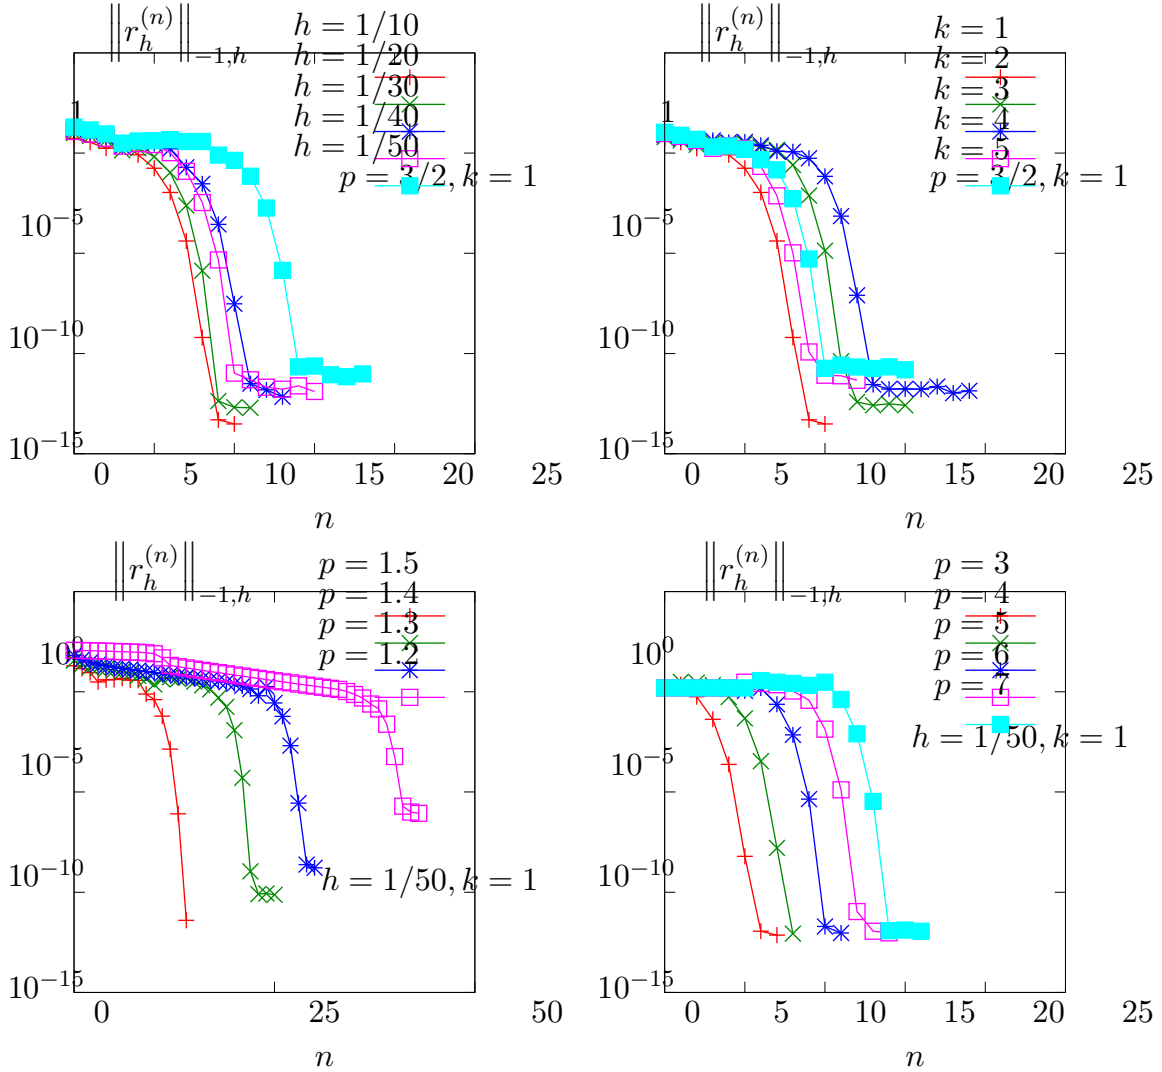 ‖r_h^{(n)}‖_{−1,h}
h = 1/10
h = 1/20
h = 1/30
h = 1/40
h = 1/50
p = 3/2, k = 1
1
10^{−5}
10^{−10}
10^{−15}
0 5 10 15 20 25
n
‖r_h^{(n)}‖_{−1,h}
k = 1
k = 2
k = 3
k = 4
k = 5
p = 3/2, k = 1
1
10^{−5}
10^{−10}
10^{−15}
0 5 10 15 20 25
n
‖r_h^{(n)}‖_{−1,h}
p = 1.5
p = 1.4
p = 1.3
p = 1.2
10^0
10^{−5}
10^{−10}
h = 1/50, k = 1
10^{−15}
0 25 50
n
‖r_h^{(n)}‖_{−1,h}
p = 3
p = 4
p = 5
p = 6
p = 7
10^0
h = 1/50, k = 1
10^{−5}
10^{−10}
10^{−15}
0 5 10 15 20 25
n